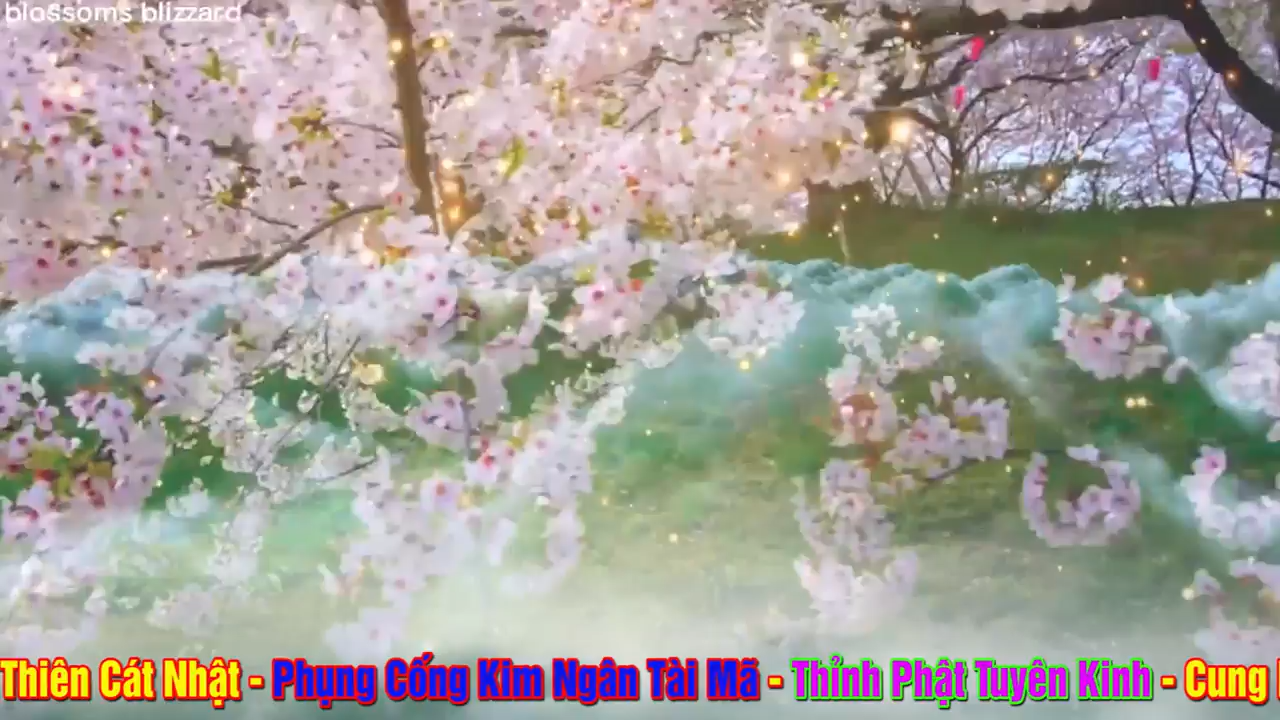 blossoms blizzard
Thiên Cát Nhật - Phụng Cống Kim Ngân Tài Mã - Thỉnh Phật Tuyên Kinh - Cung